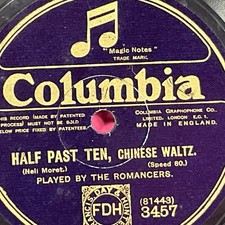 "Magic Notes"
TRADE MARK.
Columbia
THIS RECORD (MADE BY PATENTED
PROCESS) MUST NOT BE SOLD
BELOW PRICE FIXED BY PATENTEES.
COLUMBIA GRAPHOPHONE CO.
LIMITED. LONDON E.C.1
MADE IN ENGLAND.
HALF PAST TEN, CHINESE WALTZ.
(Neil Moret.) (Speed 80.)
PLAYED BY THE ROMANCERS.
FDH
(81443)
3457